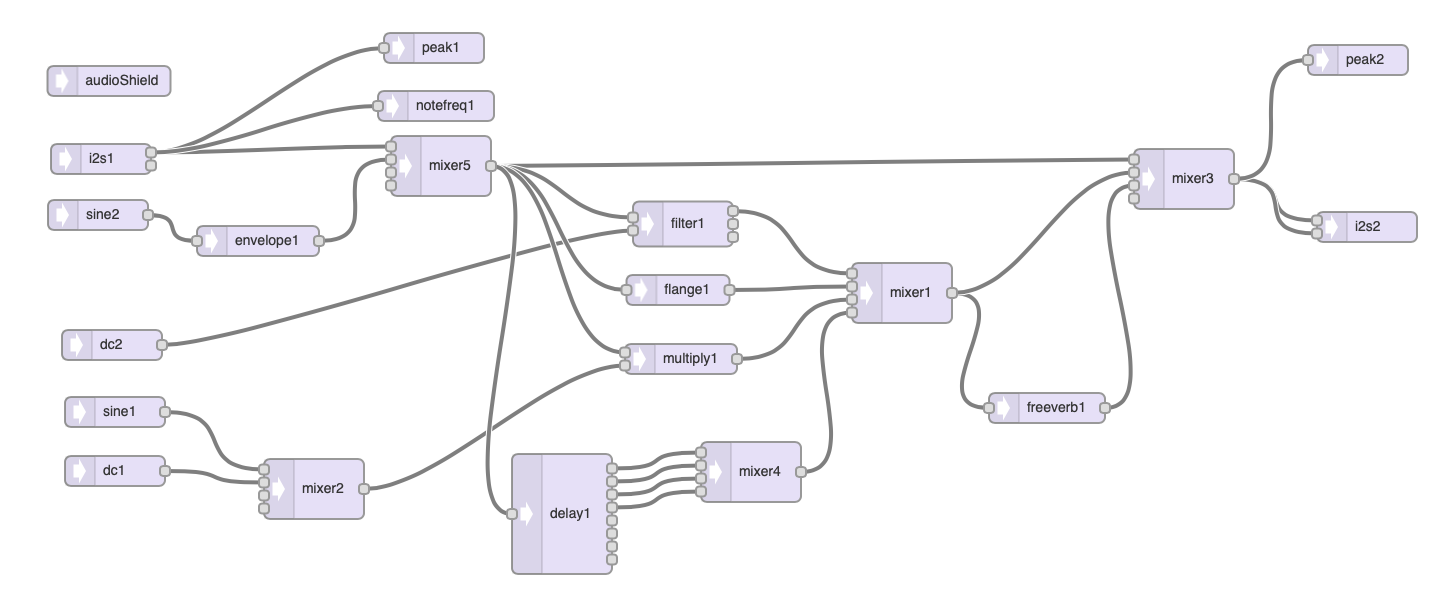 peak1
peak2
audioShield
notefreq1
i2s1
mixer5
mixer3
sine2
filter1
i2s2
envelope1
flange1
mixer1
dc2
multiply1
sine1
freeverb1
dc1
mixer4
mixer2
delay1